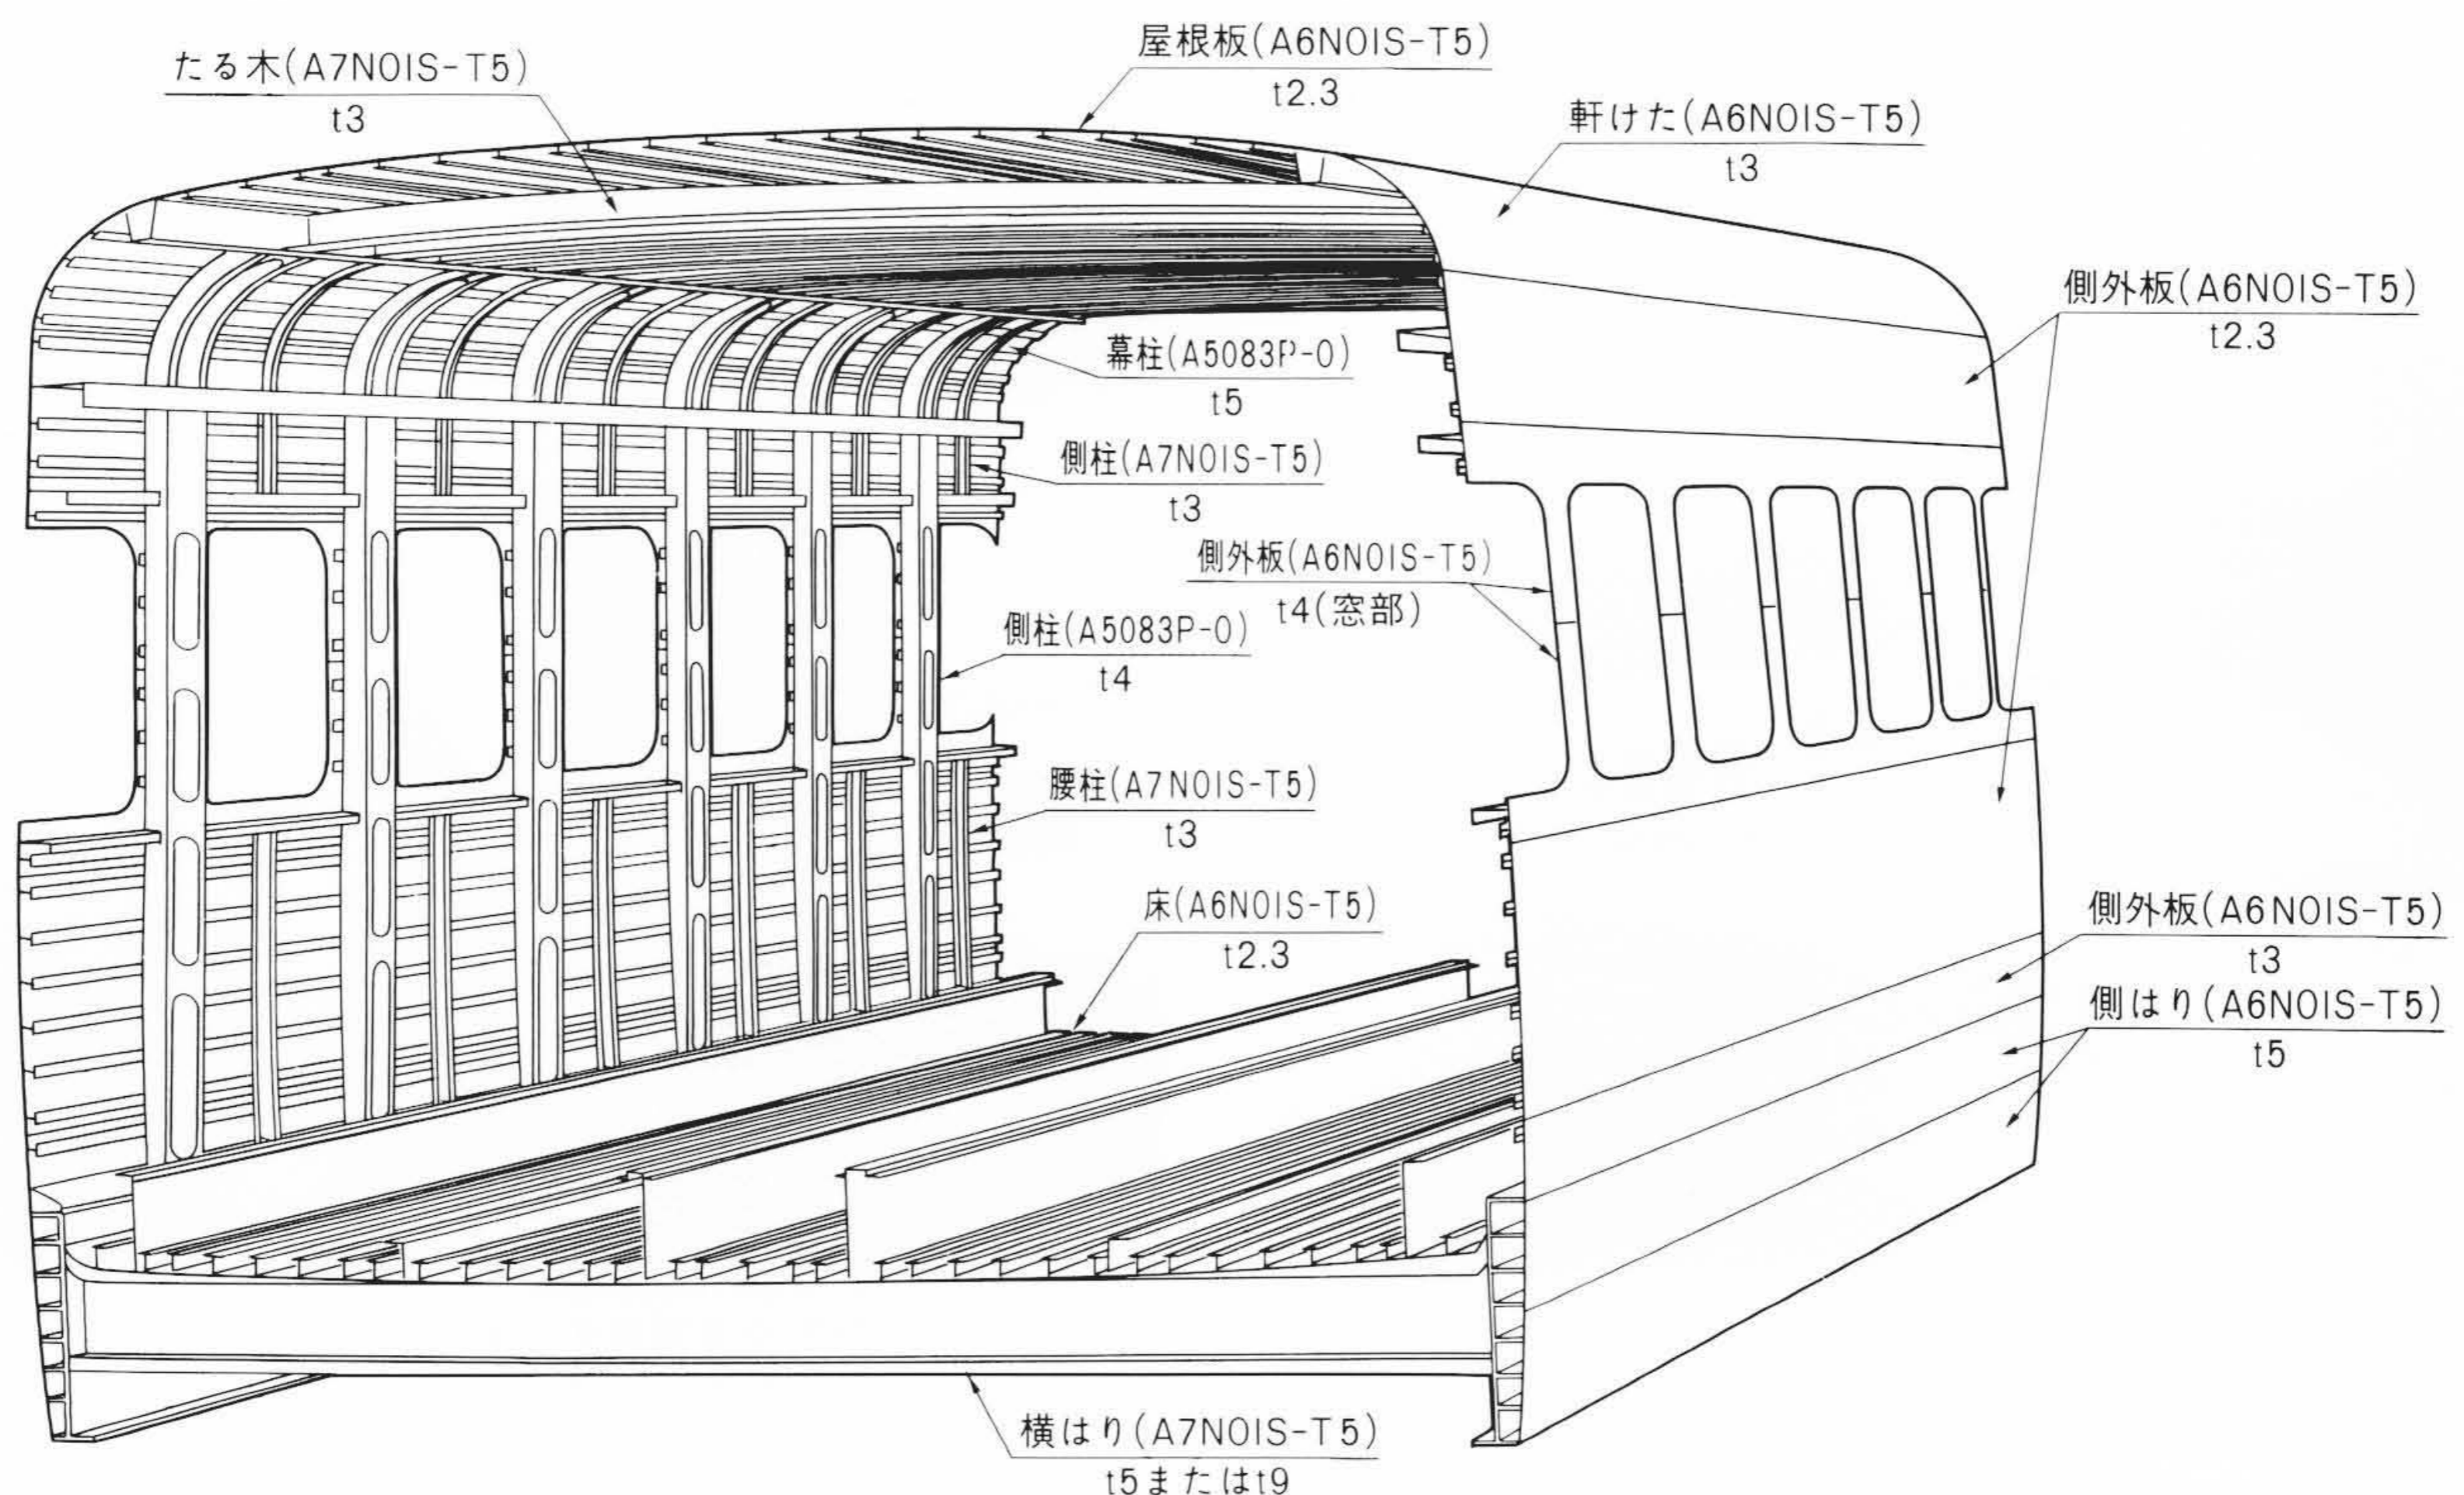 たる木(A7N01S-T5)
t3
屋根板(A6N01S-T5)
t2.3
軒けた(A6N01S-T5)
t3
側外板(A6N01S-T5)
t2.3
幕柱(A5083P-O)
t5
側柱(A7N01S-T5)
t3
側外板(A6N01S-T5)
t4(窓部)
側柱(A5083P-O)
t4
腰柱(A7N01S-T5)
t3
床(A6N01S-T5)
t2.3
側外板(A6N01S-T5)
t3
側はり(A6N01S-T5)
t5
横はり(A7N01S-T5)
t5またはt9